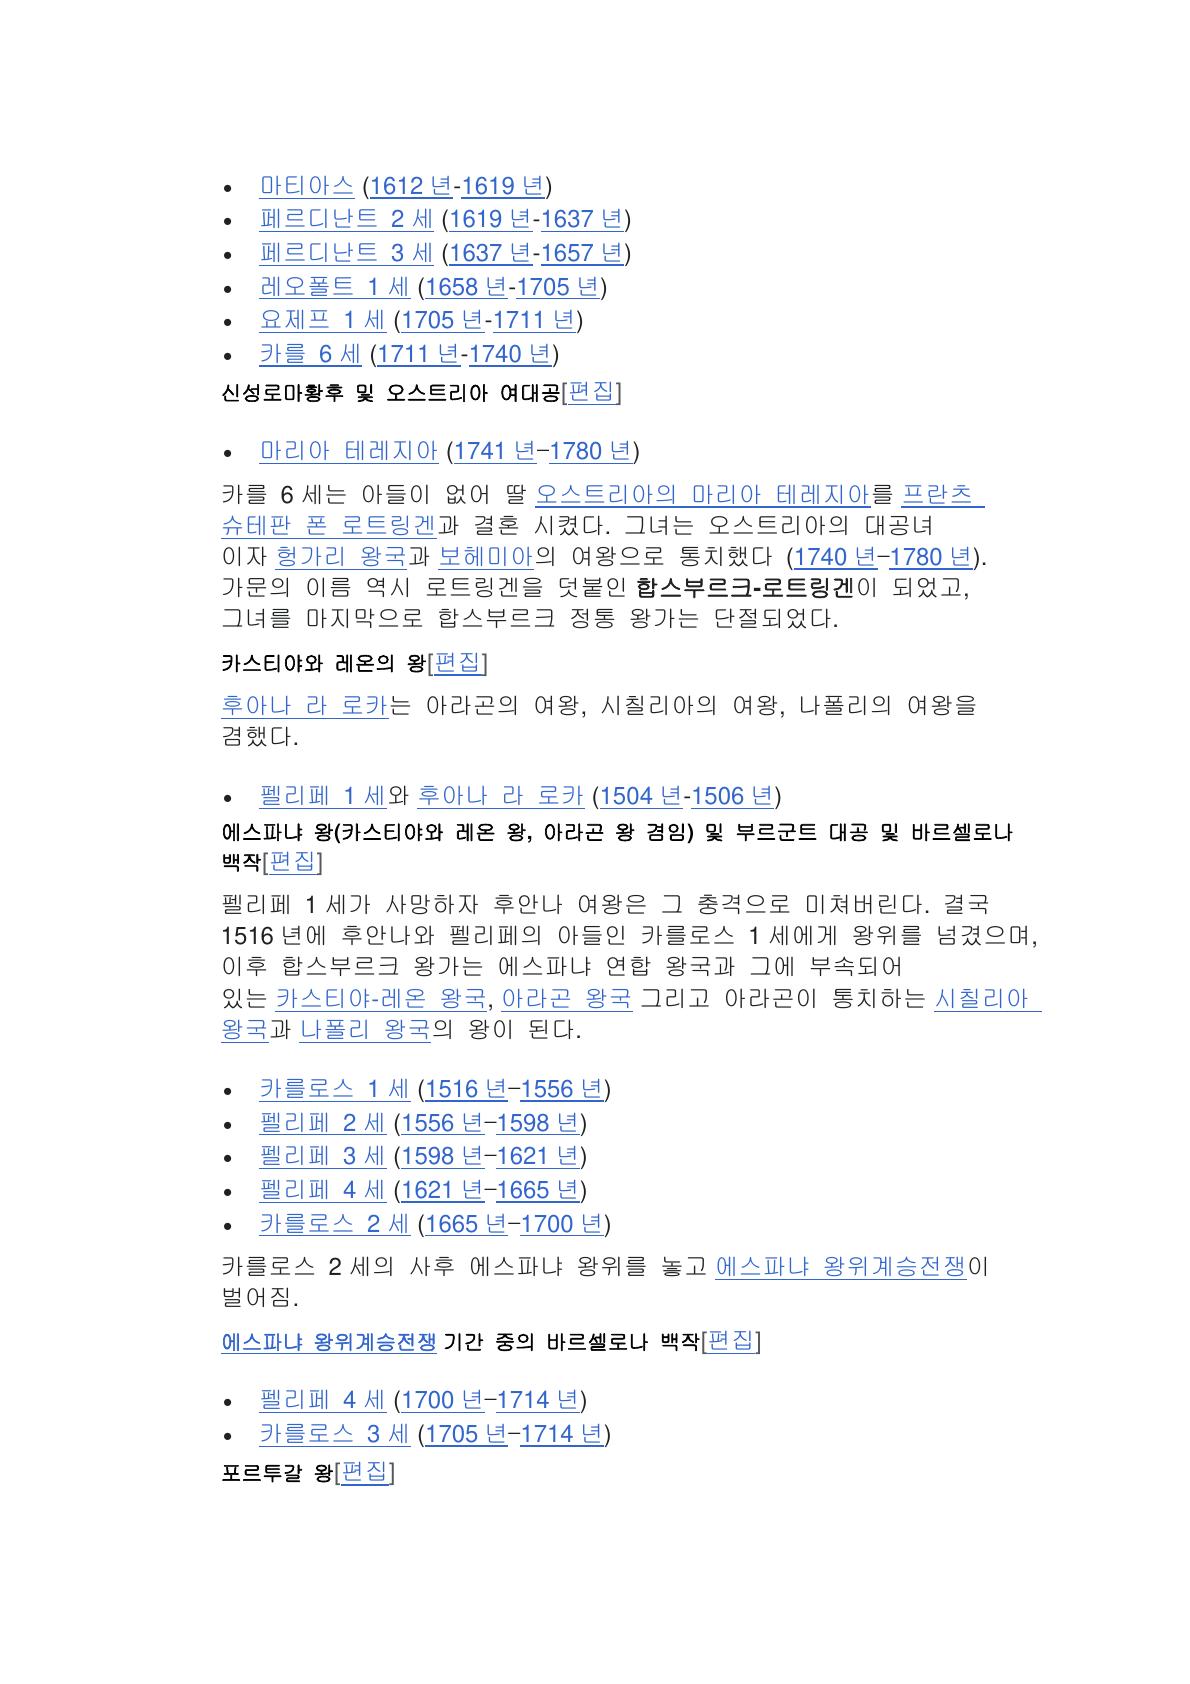 • 마티아스 (1612 년-1619 년)
• 페르디난트 2 세 (1619 년-1637 년)
• 페르디난트 3 세 (1637 년-1657 년)
• 레오폴트 1 세 (1658 년-1705 년)
• 요제프 1 세 (1705 년-1711 년)
• 카를 6 세 (1711 년-1740 년)
신성로마황후 및 오스트리아 여대공[편집]
• 마리아 테레지아 (1741 년–1780 년)
카를 6 세는 아들이 없어 딸 오스트리아의 마리아 테레지아를 프란츠
슈테판 폰 로트링겐과 결혼 시켰다. 그녀는 오스트리아의 대공녀
이자 헝가리 왕국과 보헤미아의 여왕으로 통치했다 (1740 년–1780 년).
가문의 이름 역시 로트링겐을 덧붙인 합스부르크-로트링겐이 되었고,
그녀를 마지막으로 합스부르크 정통 왕가는 단절되었다.
카스티야와 레온의 왕[편집]
후아나 라 로카는 아라곤의 여왕, 시칠리아의 여왕, 나폴리의 여왕을
겸했다.
• 펠리페 1 세와 후아나 라 로카 (1504 년-1506 년)
에스파냐 왕(카스티야와 레온 왕, 아라곤 왕 겸임) 및 부르군트 대공 및 바르셀로나
백작[편집]
펠리페 1 세가 사망하자 후안나 여왕은 그 충격으로 미쳐버린다. 결국
1516 년에 후안나와 펠리페의 아들인 카를로스 1 세에게 왕위를 넘겼으며,
이후 합스부르크 왕가는 에스파냐 연합 왕국과 그에 부속되어
있는 카스티야-레온 왕국, 아라곤 왕국 그리고 아라곤이 통치하는 시칠리아
왕국과 나폴리 왕국의 왕이 된다.
• 카를로스 1 세 (1516 년–1556 년)
• 펠리페 2 세 (1556 년–1598 년)
• 펠리페 3 세 (1598 년–1621 년)
• 펠리페 4 세 (1621 년–1665 년)
• 카를로스 2 세 (1665 년–1700 년)
카를로스 2 세의 사후 에스파냐 왕위를 놓고 에스파냐 왕위계승전쟁이
벌어짐.
에스파냐 왕위계승전쟁 기간 중의 바르셀로나 백작[편집]
• 펠리페 4 세 (1700 년–1714 년)
• 카를로스 3 세 (1705 년–1714 년)
포르투갈 왕[편집]